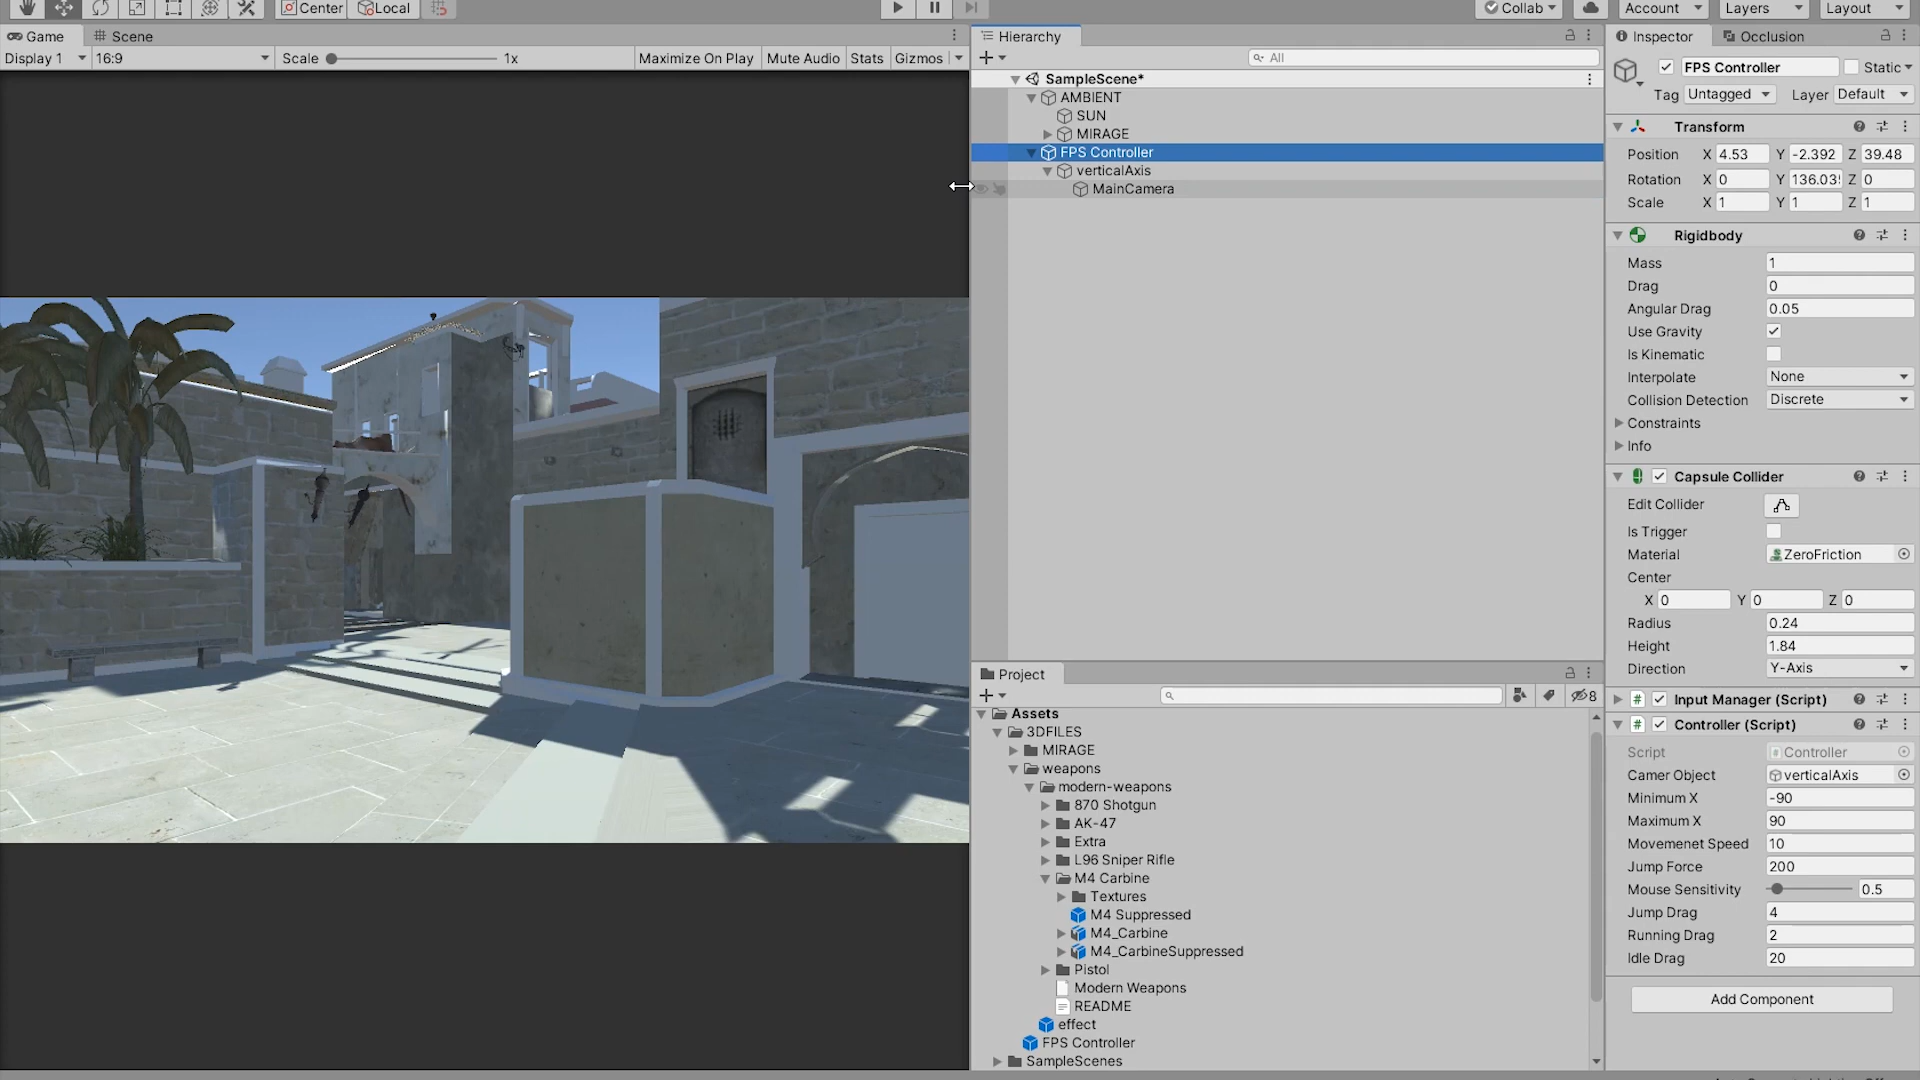 Center
Local
Collab
Account
Layers
Layout
Game
Scene
Display 1
16:9
Scale
1x
Maximize On Play
Mute Audio
Stats
Gizmos
Hierarchy
All
SampleScene*
AMBIENT
SUN
MIRAGE
FPS Controller
verticalAxis
MainCamera
Project
8
Assets
3DFILES
MIRAGE
weapons
modern-weapons
870 Shotgun
AK-47
Extra
L96 Sniper Rifle
M4 Carbine
Textures
M4 Suppressed
M4_Carbine
M4_CarbineSuppressed
Pistol
Modern Weapons
README
effect
FPS Controller
SampleScenes
Inspector
Occlusion
FPS Controller
Static
Tag Untagged Layer Default
Transform
Position X 4.53 Y -2.392 Z 39.48
Rotation X 0 Y 136.03 Z 0
Scale X 1 Y 1 Z 1
Rigidbody
Mass 1
Drag 0
Angular Drag 0.05
Use Gravity
Is Kinematic
Interpolate None
Collision Detection Discrete
Constraints
Info
Capsule Collider
Edit Collider
Is Trigger
Material ZeroFriction
Center
X 0 Y 0 Z 0
Radius 0.24
Height 1.84
Direction Y-Axis
# Input Manager (Script)
# Controller (Script)
Script Controller
Camer Object verticalAxis
Minimum X -90
Maximum X 90
Movemenet Speed 10
Jump Force 200
Mouse Sensitivity 0.5
Jump Drag 4
Running Drag 2
Idle Drag 20
Add Component